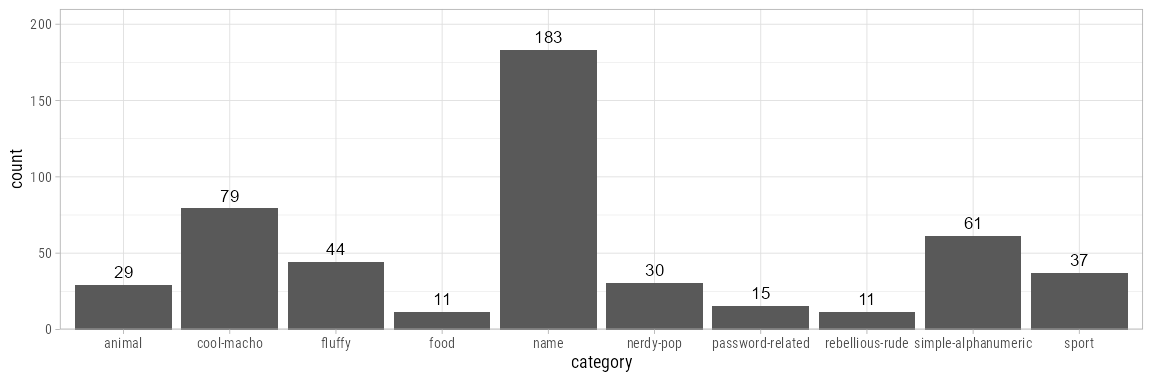 200
150
100
50
0
count
29
79
44
11
183
30
15
11
61
37
animal
cool-macho
fluffy
food
name
nerdy-pop
password-related
rebellious-rude
simple-alphanumeric
sport
category